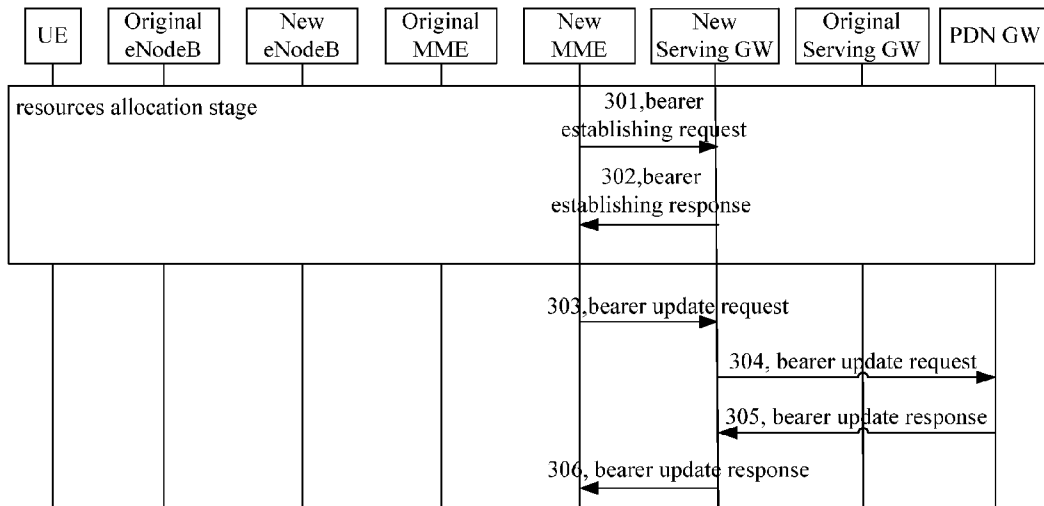 UE
Original
eNodeB
New
eNodeB
Original
MME
New
MME
New
Serving GW
Original
Serving GW
PDN GW
resources allocation stage
301,bearer
establishing request
302,bearer
establishing response
303,bearer update request
304, bearer update request
305, bearer update response
306, bearer update response